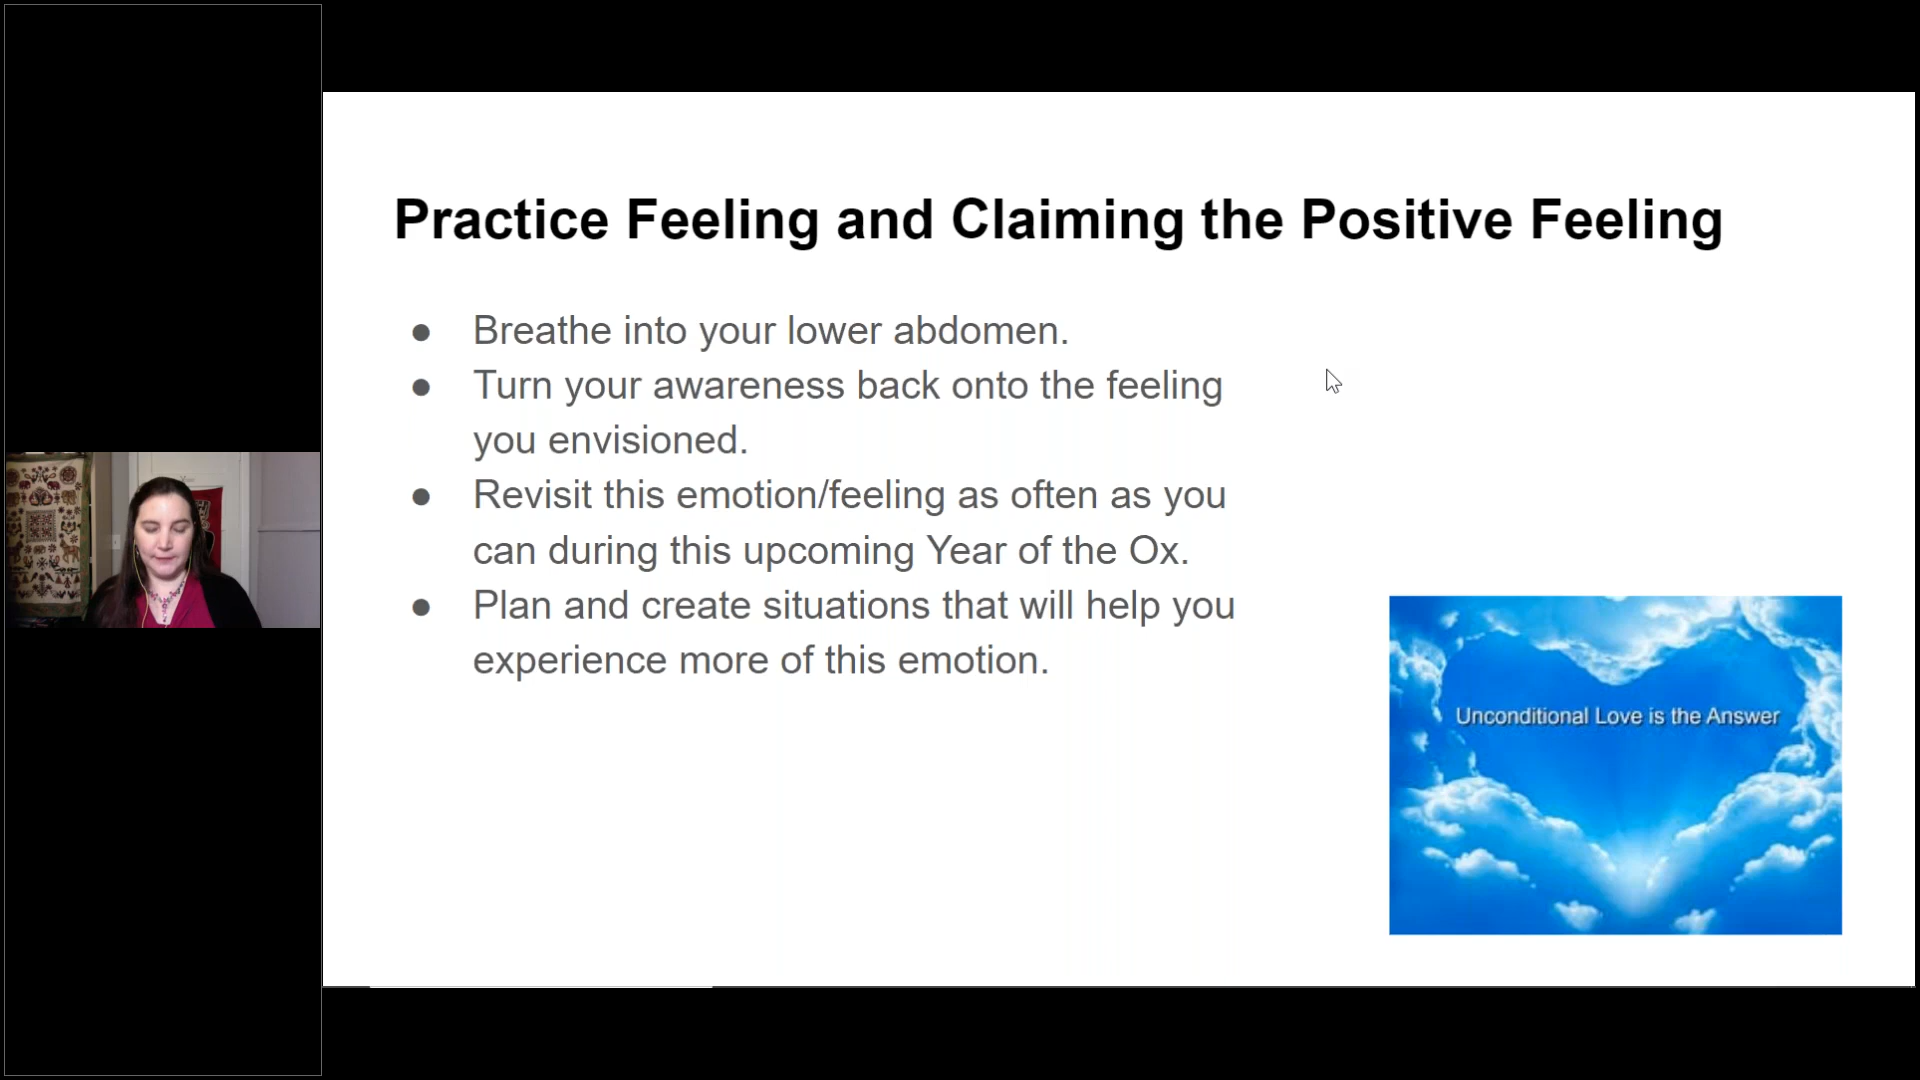 Practice Feeling and Claiming the Positive Feeling
● Breathe into your lower abdomen.
● Turn your awareness back onto the feeling
you envisioned.
● Revisit this emotion/feeling as often as you
can during this upcoming Year of the Ox.
● Plan and create situations that will help you
experience more of this emotion.
Unconditional Love is the Answer